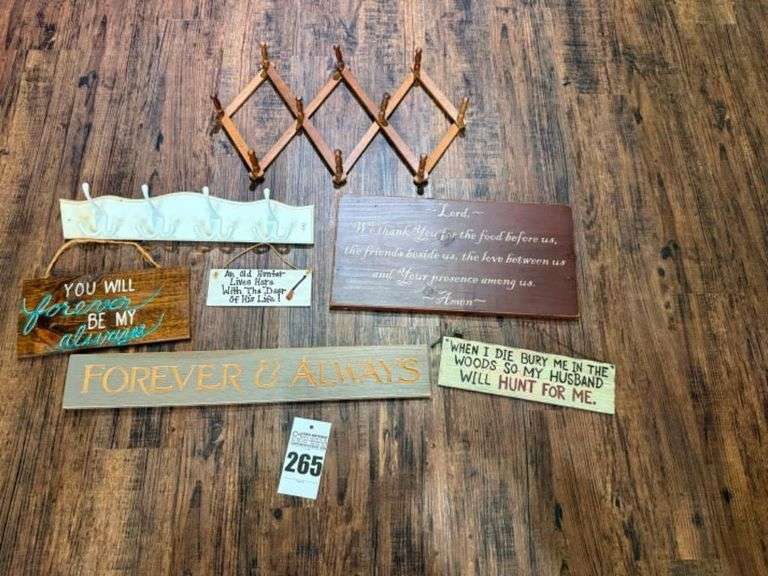 ~Lord,~
We thank You for the food before us,
the friends beside us, the love between us
and Your presence among us.
~Amen~
YOU WILL
forever
BE MY
always
An Old Hunter
Lives Here
With "The" Deer
Of His Life!
FOREVER & ALWAYS
"WHEN I DIE BURY ME IN THE
WOODS SO MY HUSBAND
WILL HUNT FOR ME.
265